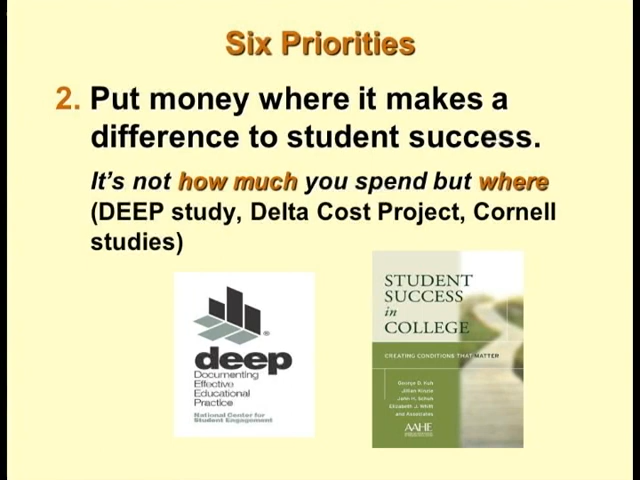 Six Priorities
2. Put money where it makes a
difference to student success.
It's not how much you spend but where
(DEEP study, Delta Cost Project, Cornell
studies)
deep®
Documenting
Effective
Educational
Practice
National Center for
Student Engagement
STUDENT
SUCCESS
in
COLLEGE
CREATING CONDITIONS THAT MATTER
George D. Kuh
Jillian Kinzie
John H. Schuh
Elizabeth J. Whitt
and Associates
AAHE